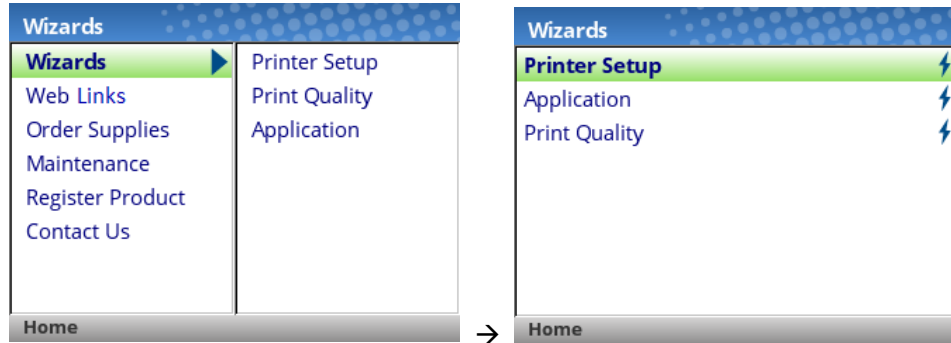 Wizards
Wizards
Web Links
Order Supplies
Maintenance
Register Product
Contact Us
Printer Setup
Print Quality
Application
Home
→
Wizards
Printer Setup
Application
Print Quality
Home